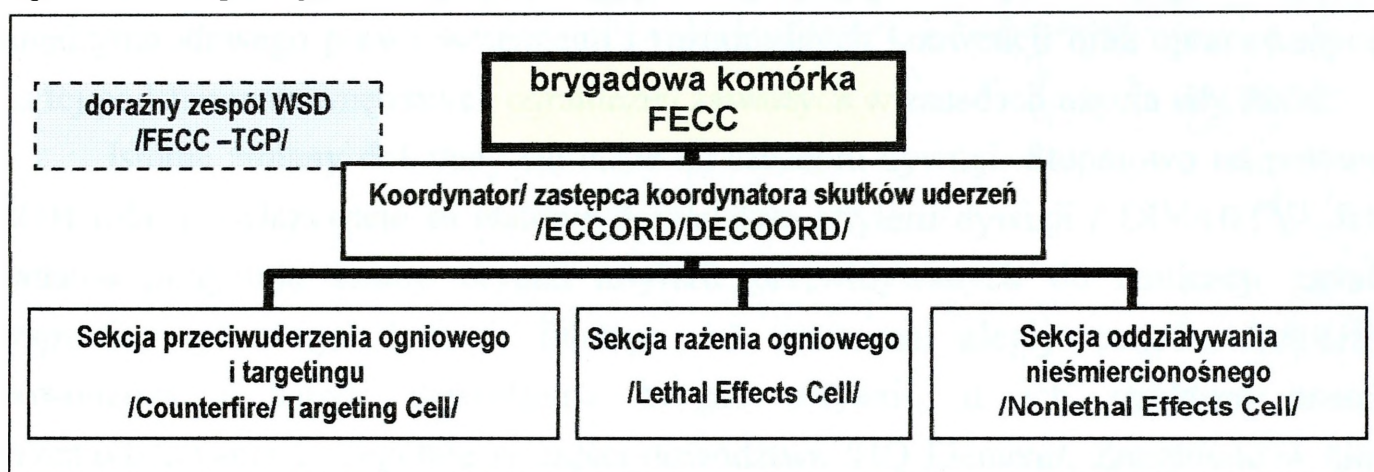 doraźny zespół WSD
/FECC –TCP/
brygadowa komórka
FECC
Koordynator/ zastępca koordynatora skutków uderzeń
/ECCORD/DECOORD/
Sekcja przeciwuderzenia ogniowego
i targetingu
/Counterfire/ Targeting Cell/
Sekcja rażenia ogniowego
/Lethal Effects Cell/
Sekcja oddziaływania
nieśmiercionośnego
/Nonlethal Effects Cell/